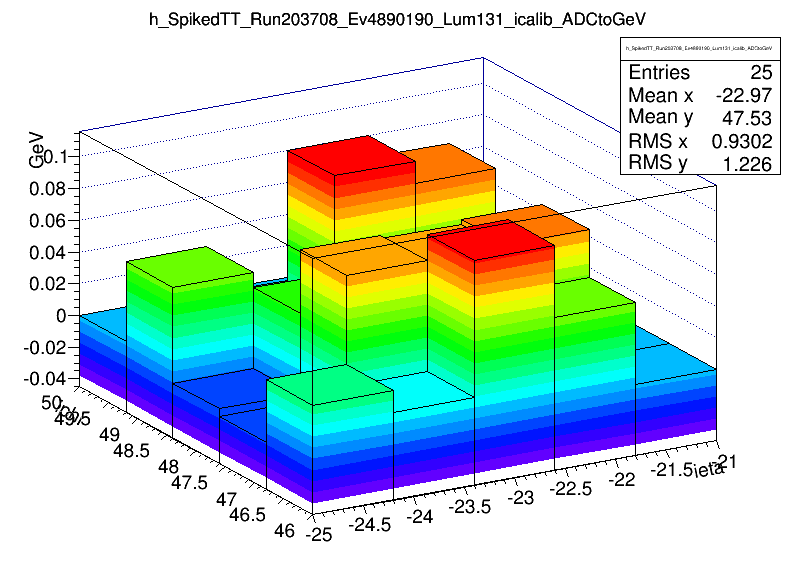 h_SpikedTT_Run203708_Ev4890190_Lum131_icalib_ADCtoGeV
h_SpikedTT_Run203708_Ev4890190_Lum131_icalib_ADCtoGeV
Entries 25
Mean x -22.97
Mean y 47.53
RMS x 0.9302
RMS y 1.226
GeV
0.1
0.08
0.06
0.04
0.02
0
-0.02
-0.04
50
49.5
49
48.5
48
47.5
47
46.5
46
-25
-24.5
-24
-23.5
-23
-22.5
-22
-21.5
-21
ieta